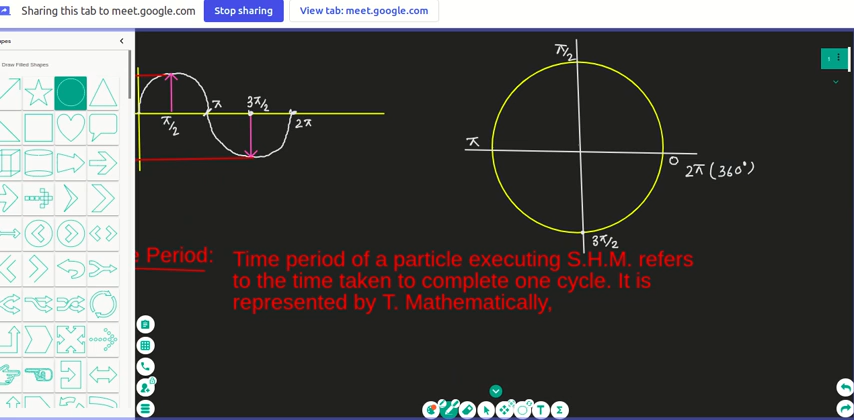 Sharing this tab to meet.google.com
Stop sharing
View tab: meet.google.com
apes
Draw Filled Shapes
1
π/2
π
3π/2
2π
π/2
π
0
2π (360°)
3π/2
e Period:
Time period of a particle executing S.H.M. refers
to the time taken to complete one cycle. It is
represented by T. Mathematically,
T
Σ